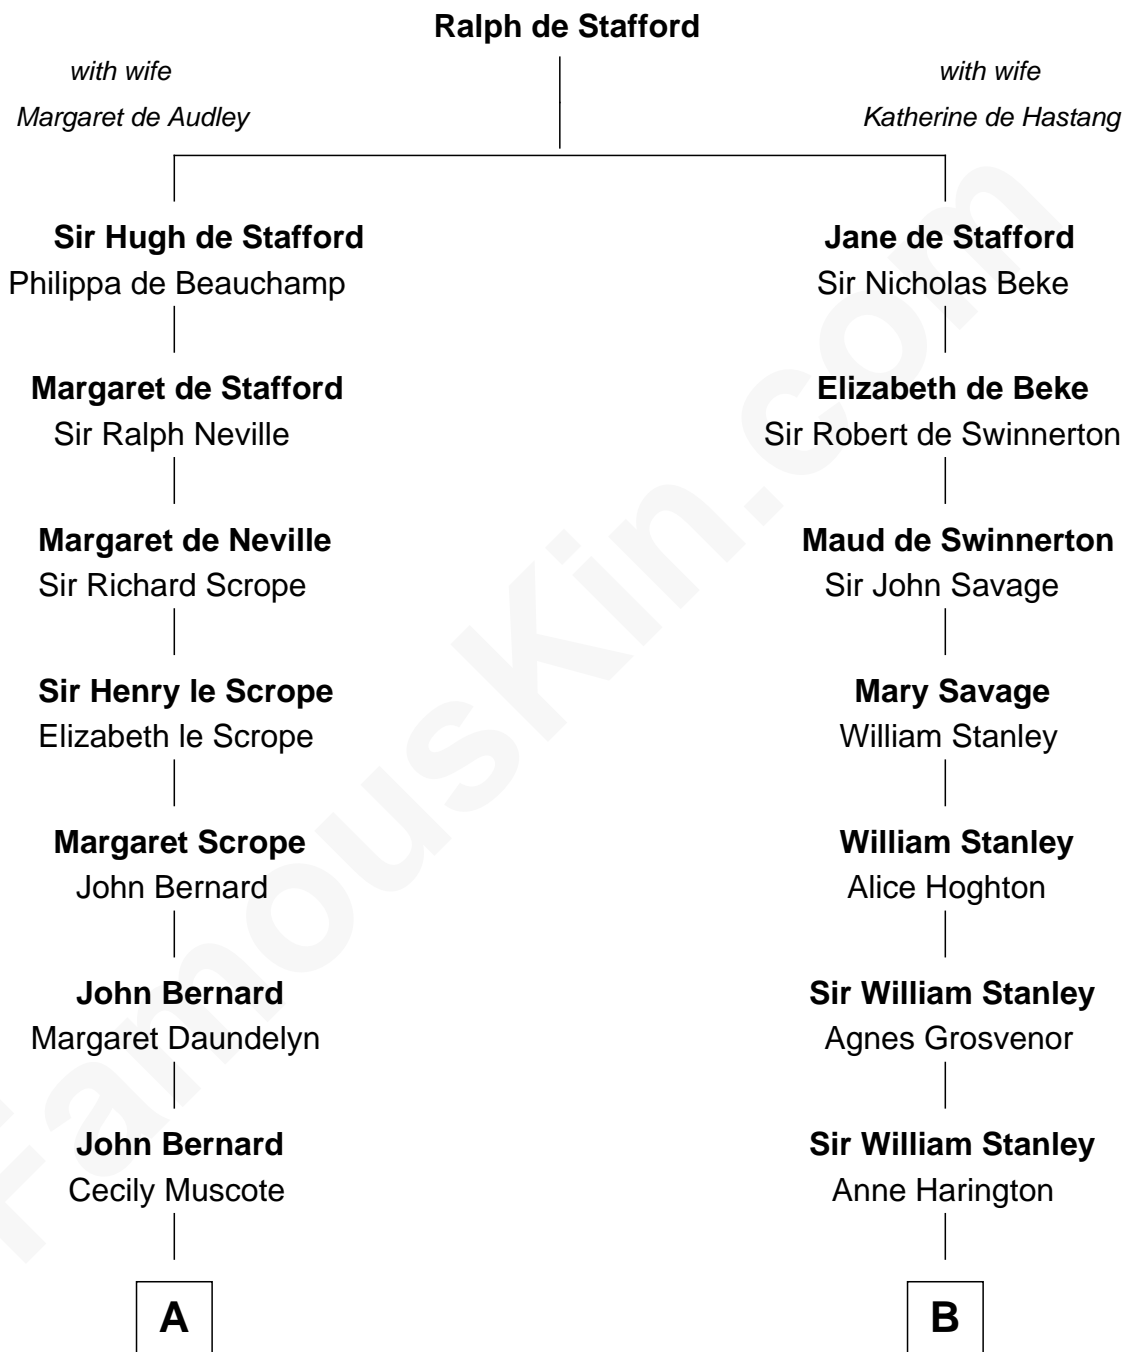 Ralph de Stafford
with wife
Margaret de Audley
with wife
Katherine de Hastang
Sir Hugh de Stafford
Philippa de Beauchamp
Margaret de Stafford
Sir Ralph Neville
Margaret de Neville
Sir Richard Scrope
Sir Henry le Scrope
Elizabeth le Scrope
Margaret Scrope
John Bernard
John Bernard
Margaret Daundelyn
John Bernard
Cecily Muscote
A
Jane de Stafford
Sir Nicholas Beke
Elizabeth de Beke
Sir Robert de Swinnerton
Maud de Swinnerton
Sir John Savage
Mary Savage
William Stanley
William Stanley
Alice Hoghton
Sir William Stanley
Agnes Grosvenor
Sir William Stanley
Anne Harington
B
FamousKin.com